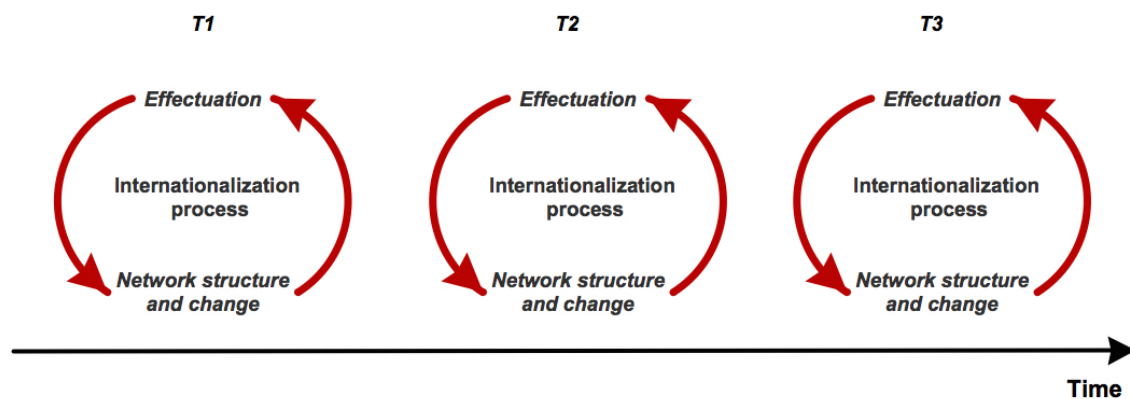 T1
T2
T3
Effectuation
Effectuation
Effectuation
Internationalization
process
Internationalization
process
Internationalization
process
Network structure
and change
Network structure
and change
Network structure
and change
Time